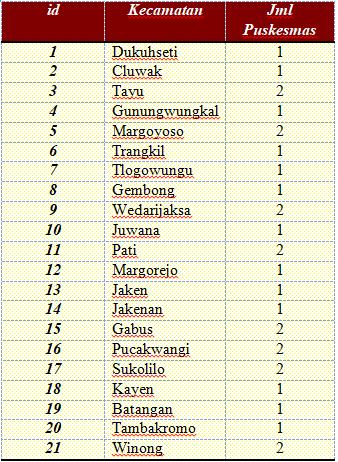 id Kecamatan Jml Puskesmas
1 Dukuhseti 1
2 Cluwak 1
3 Tayu 2
4 Gunungwungkal 1
5 Margoyoso 2
6 Trangkil 1
7 Tlogowungu 1
8 Gembong 1
9 Wedarijaksa 2
10 Juwana 1
11 Pati 2
12 Margorejo 1
13 Jaken 1
14 Jakenan 1
15 Gabus 2
16 Pucakwangi 2
17 Sukolilo 2
18 Kayen 1
19 Batangan 1
20 Tambakromo 1
21 Winong 2